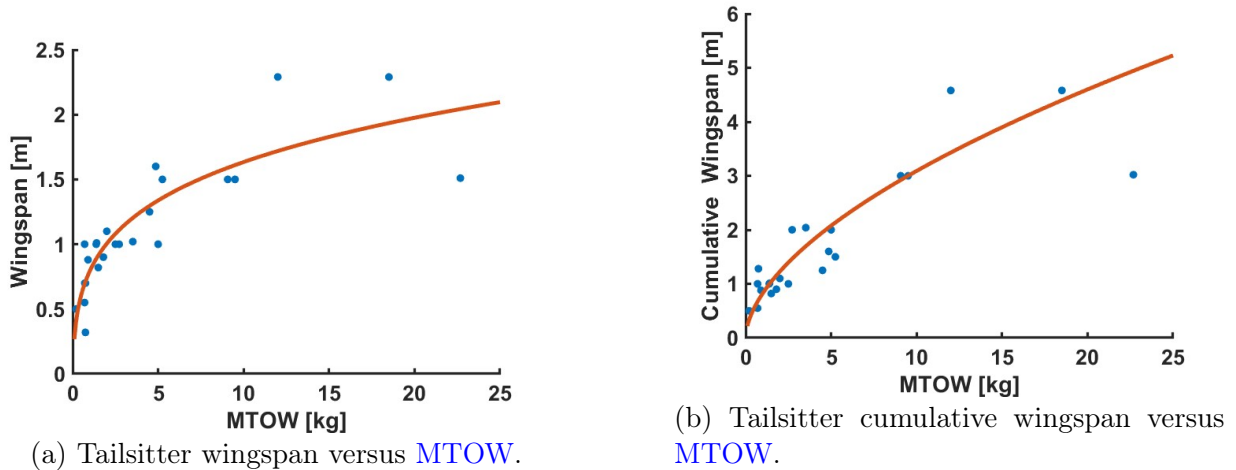 2.5
2
1.5
1
0.5
0
0 5 10 15 20 25
Wingspan [m]
MTOW [kg]
(a) Tailsitter wingspan versus MTOW.
6
5
4
3
2
1
0
0 5 10 15 20 25
Cumulative Wingspan [m]
MTOW [kg]
(b) Tailsitter cumulative wingspan versus
MTOW.